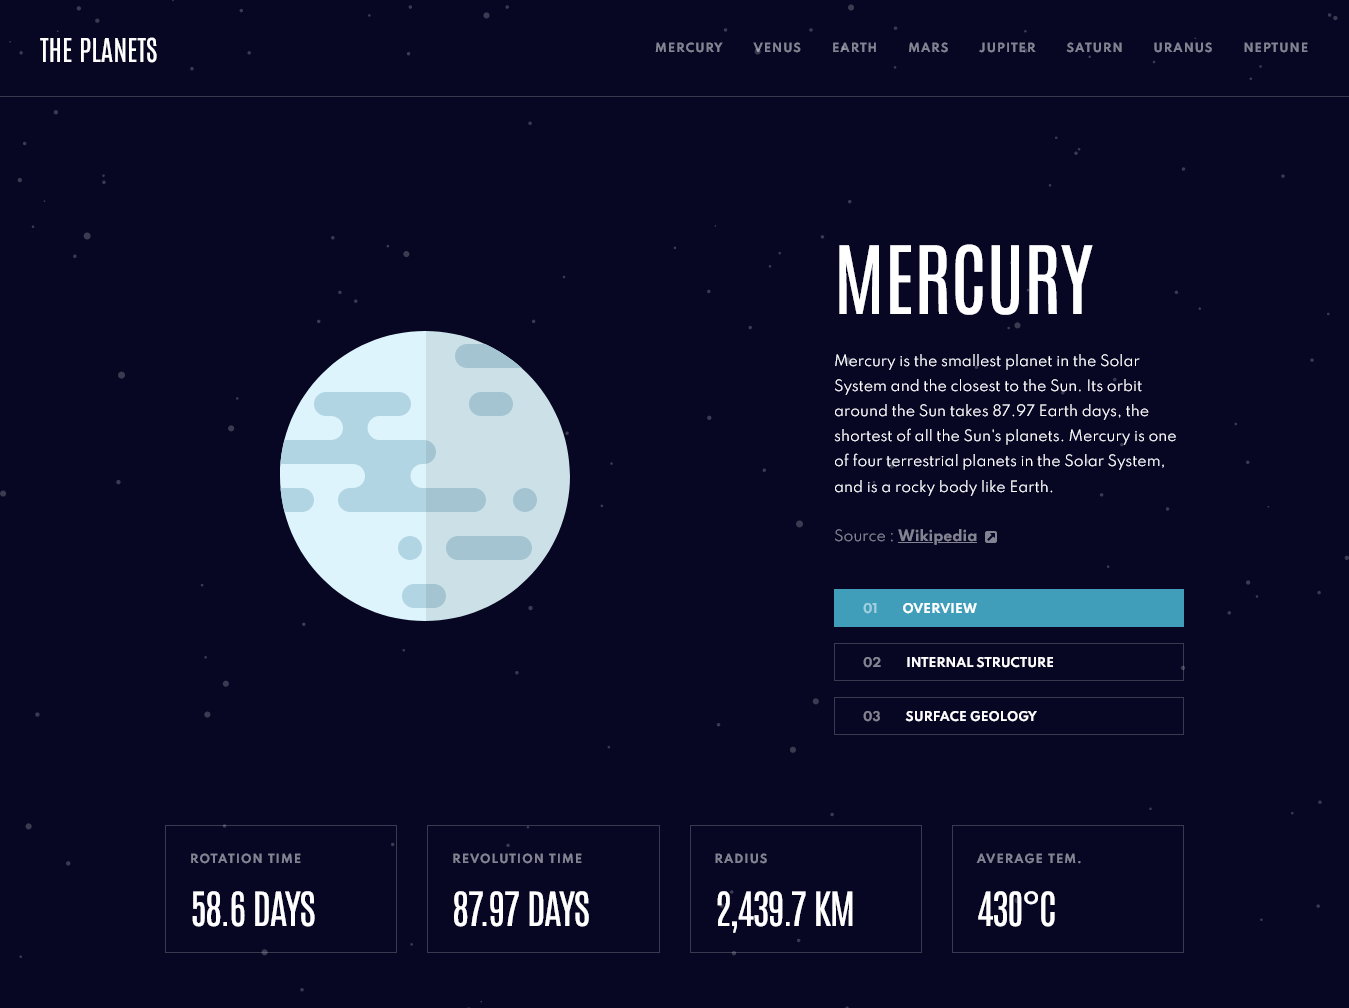 THE PLANETS
MERCURY VENUS EARTH MARS JUPITER SATURN URANUS NEPTUNE
MERCURY
Mercury is the smallest planet in the Solar
System and the closest to the Sun. Its orbit
around the Sun takes 87.97 Earth days, the
shortest of all the Sun's planets. Mercury is one
of four terrestrial planets in the Solar System,
and is a rocky body like Earth.
Source : Wikipedia
01 OVERVIEW
02 INTERNAL STRUCTURE
03 SURFACE GEOLOGY
ROTATION TIME
58.6 DAYS
REVOLUTION TIME
87.97 DAYS
RADIUS
2,439.7 KM
AVERAGE TEM.
430°C